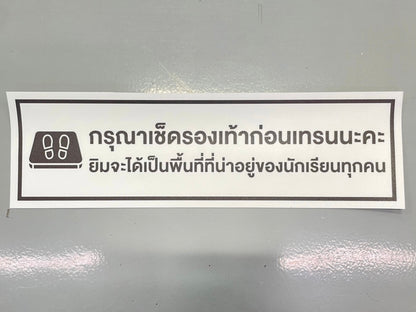 กรุณาเช็ดรองเท้าก่อนเทรนนะคะ
ยิมจะได้เป็นพื้นที่ที่น่าอยู่ของนักเรียนทุกคน